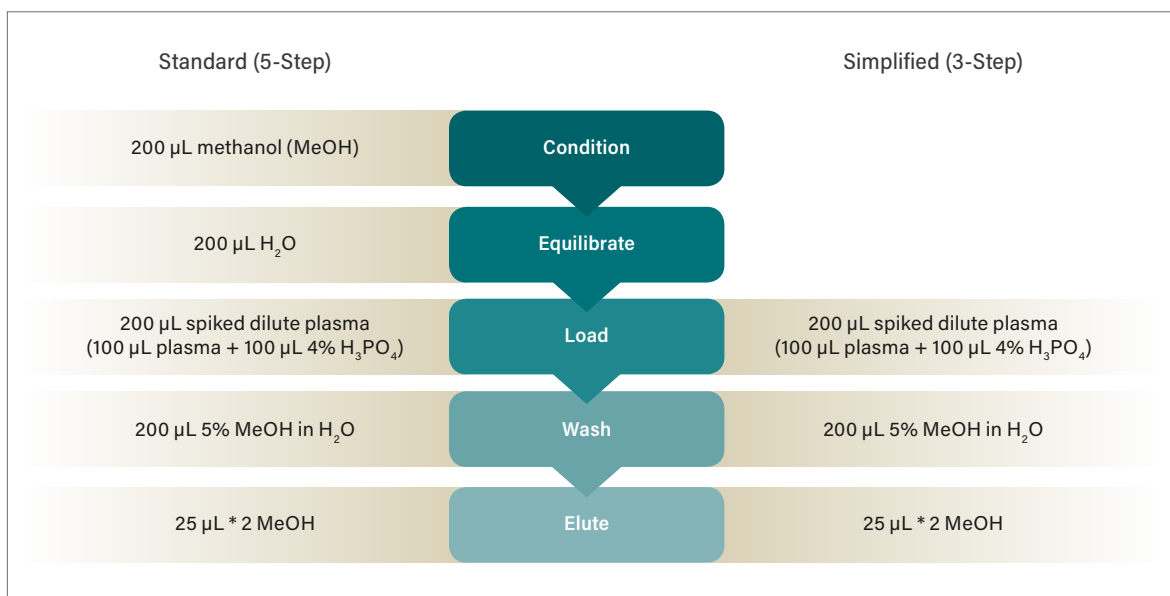 Standard (5-Step)
Simplified (3-Step)
200 µL methanol (MeOH)
Condition
200 µL H₂O
Equilibrate
200 µL spiked dilute plasma
(100 µL plasma + 100 µL 4% H₃PO₄)
Load
200 µL spiked dilute plasma
(100 µL plasma + 100 µL 4% H₃PO₄)
200 µL 5% MeOH in H₂O
Wash
200 µL 5% MeOH in H₂O
25 µL * 2 MeOH
Elute
25 µL * 2 MeOH